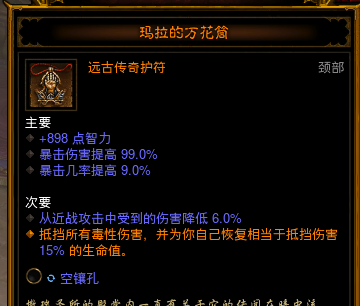 玛拉的万花筒
远古传奇护符 颈部
主要
+898 点智力
暴击伤害提高 99.0%
暴击几率提高 9.0%
次要
从近战攻击中受到的伤害降低 6.0%
抵挡所有毒性伤害，并为你自己恢复相当于抵挡伤害
15% 的生命值。
空镶孔